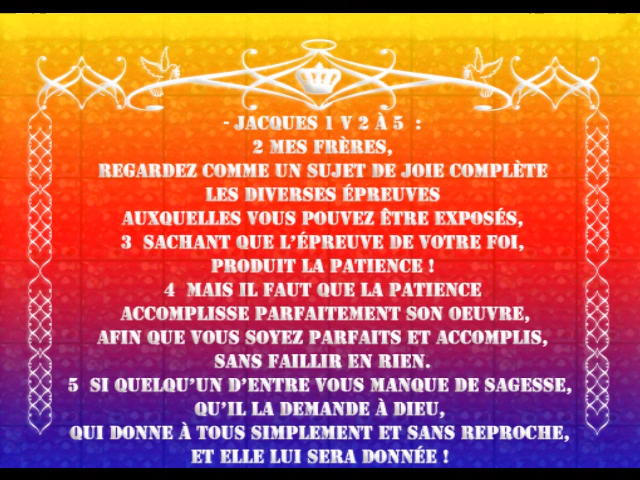 - JACQUES 1 V 2 À 5 :
2 MES FRÈRES,
REGARDEZ COMME UN SUJET DE JOIE COMPLÈTE
LES DIVERSES ÉPREUVES
AUXQUELLES VOUS POUVEZ ÊTRE EXPOSÉS,
3 SACHANT QUE L'ÉPREUVE DE VOTRE FOI,
PRODUIT LA PATIENCE !
4 MAIS IL FAUT QUE LA PATIENCE
ACCOMPLISSE PARFAITEMENT SON OEUVRE,
AFIN QUE VOUS SOYEZ PARFAITS ET ACCOMPLIS,
SANS FAILLIR EN RIEN.
5 SI QUELQU'UN D'ENTRE VOUS MANQUE DE SAGESSE,
QU'IL LA DEMANDE À DIEU,
QUI DONNE À TOUS SIMPLEMENT ET SANS REPROCHE,
ET ELLE LUI SERA DONNÉE !